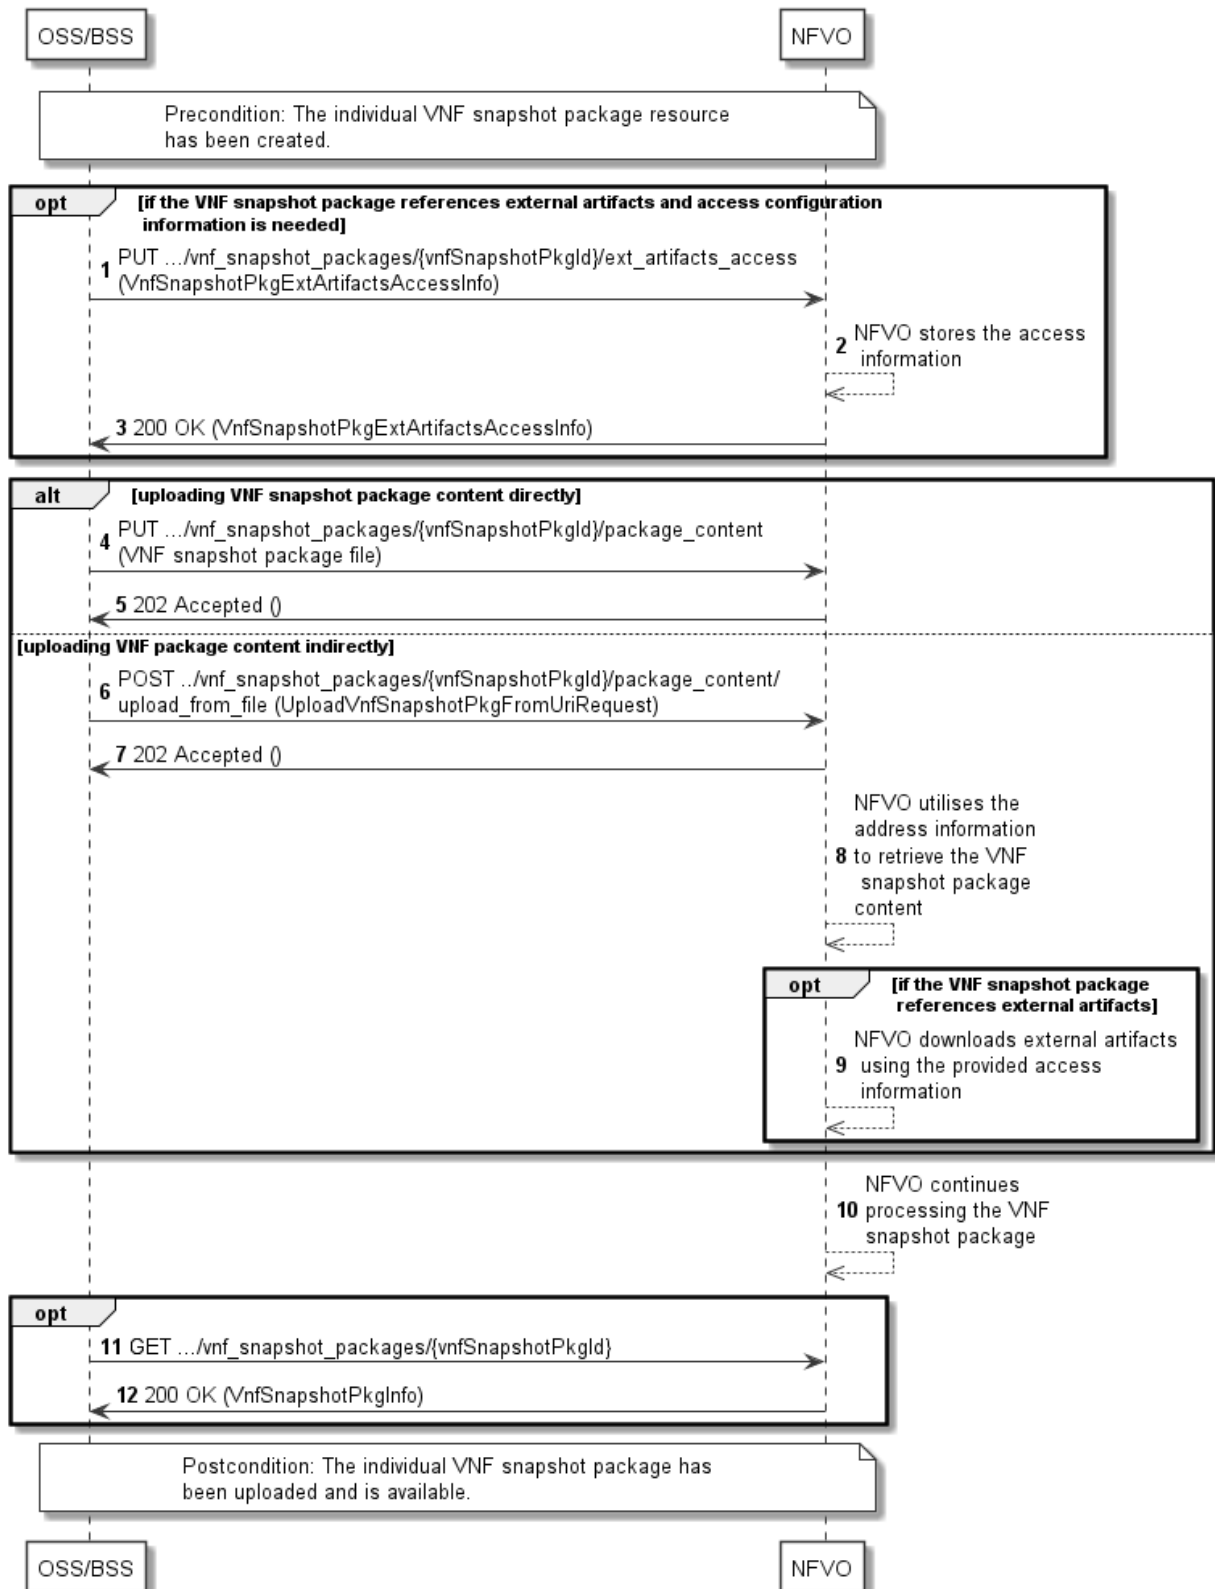 OSS/BSS
NFVO
Precondition: The individual VNF snapshot package resource
has been created.
opt
[if the VNF snapshot package references external artifacts and access configuration
information is needed]
1 PUT .../vnf_snapshot_packages/{vnfSnapshotPkgId}/ext_artifacts_access
(VnfSnapshotPkgExtArtifactsAccessInfo)
2 NFVO stores the access
information
3 200 OK (VnfSnapshotPkgExtArtifactsAccessInfo)
alt
[uploading VNF snapshot package content directly]
4 PUT .../vnf_snapshot_packages/{vnfSnapshotPkgId}/package_content
(VNF snapshot package file)
5 202 Accepted ()
[uploading VNF package content indirectly]
6 POST ../vnf_snapshot_packages/{vnfSnapshotPkgId}/package_content/
upload_from_file (UploadVnfSnapshotPkgFromUriRequest)
7 202 Accepted ()
NFVO utilises the
address information
8 to retrieve the VNF
snapshot package
content
opt
[if the VNF snapshot package
references external artifacts]
NFVO downloads external artifacts
9 using the provided access
information
NFVO continues
10 processing the VNF
snapshot package
opt
11 GET .../vnf_snapshot_packages/{vnfSnapshotPkgId}
12 200 OK (VnfSnapshotPkgInfo)
Postcondition: The individual VNF snapshot package has
been uploaded and is available.
OSS/BSS
NFVO